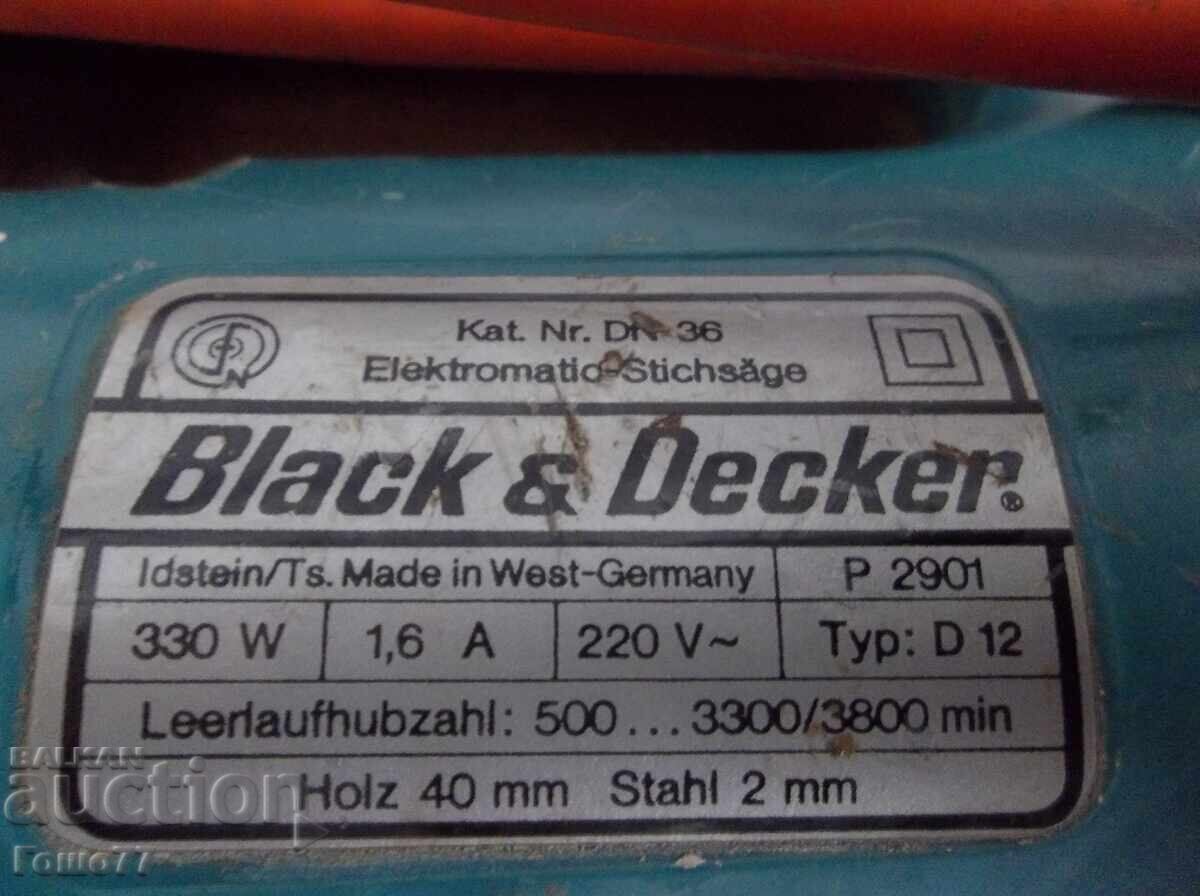 Kat. Nr. DN 36
Elektromatic-Stichsäge
Black & Decker®
Idstein/Ts. Made in West-Germany P 2901
330 W 1,6 A 220 V~ Typ: D 12
Leerlaufhubzahl: 500...3300/3800 min
Holz 40 mm Stahl 2 mm
BALKAN
auction
Гошо77